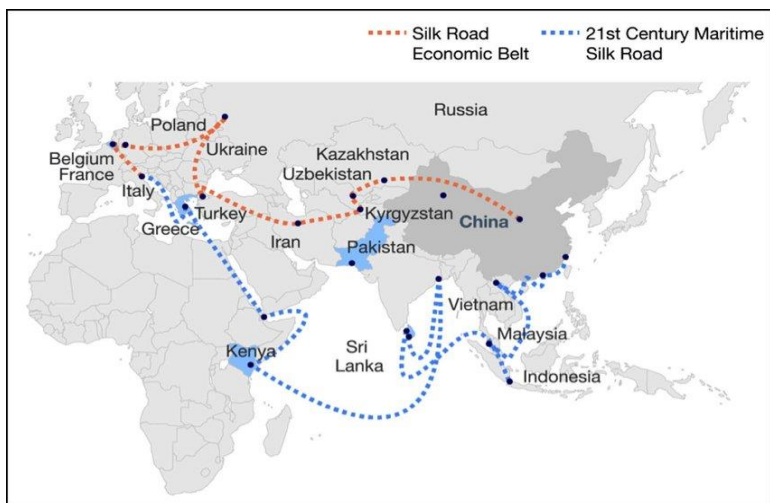 Silk Road
Economic Belt
21st Century Maritime
Silk Road
Russia
Poland
Ukraine
Kazakhstan
Uzbekistan
Belgium
France
Italy
Turkey
Kyrgyzstan
China
Greece
Iran
Pakistan
Vietnam
Malaysia
Kenya
Sri
Lanka
Indonesia